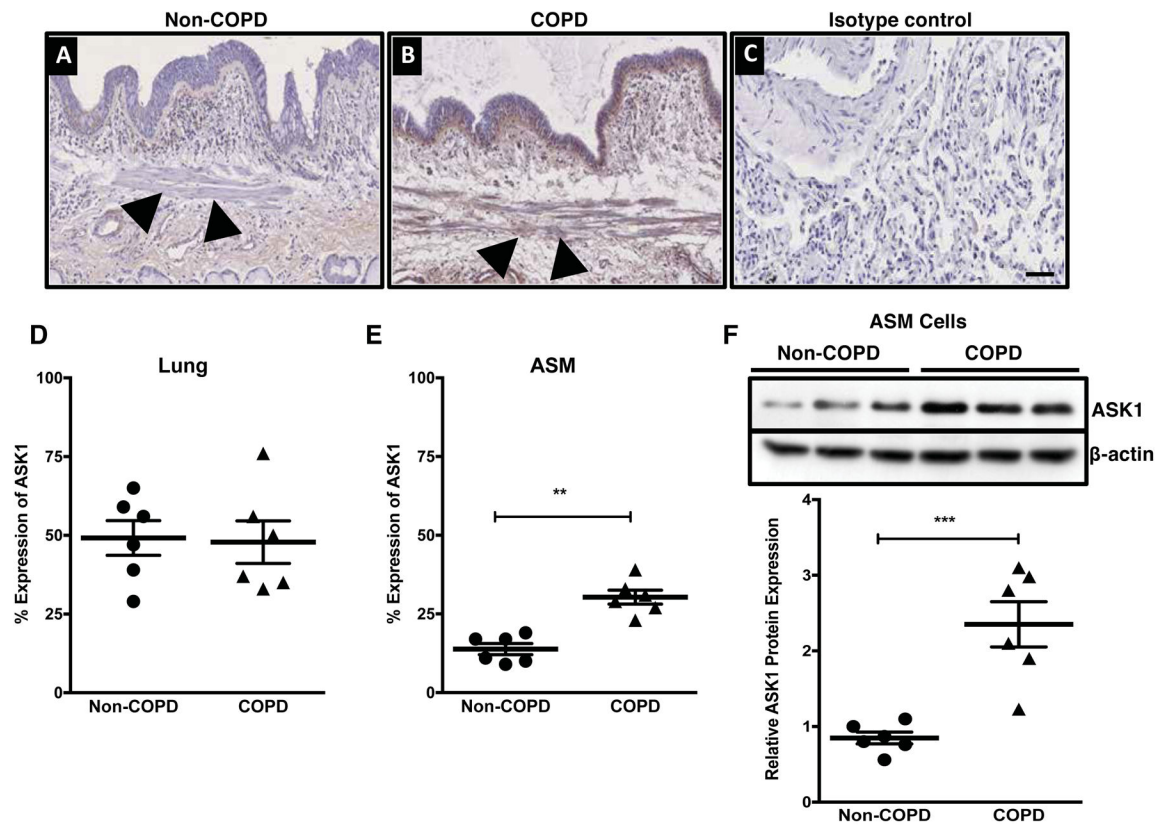 Non-COPD
COPD
Isotype control
A
B
C
D
Lung
% Expression of ASK1
100
75
50
25
0
Non-COPD
COPD
E
ASM
% Expression of ASK1
100
75
50
25
0
**
Non-COPD
COPD
F
ASM Cells
Non-COPD
COPD
ASK1
β-actin
Relative ASK1 Protein Expression
4
3
2
1
0
***
Non-COPD
COPD